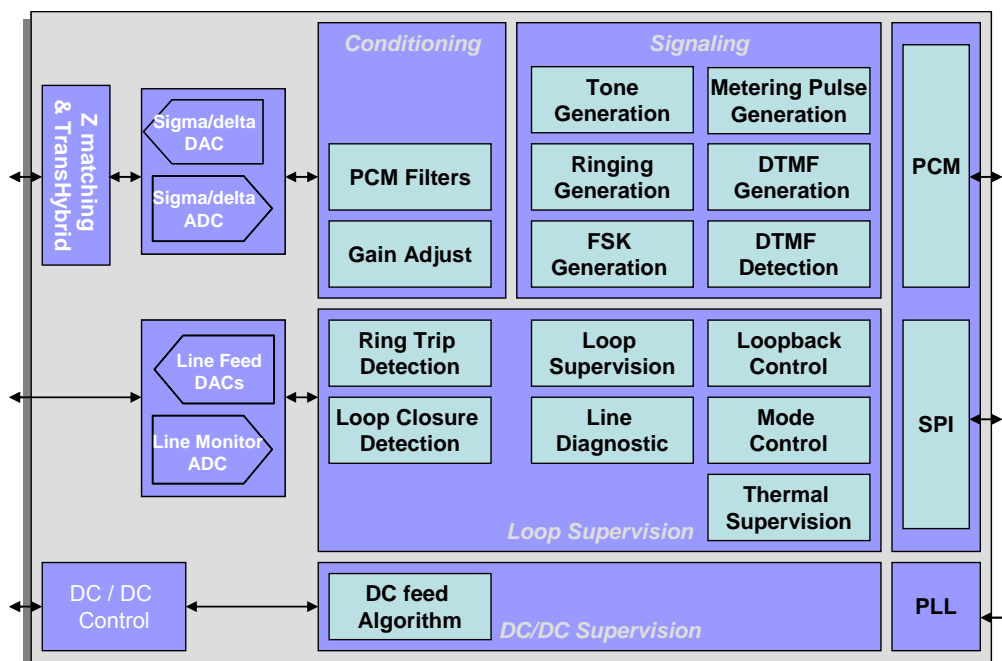 Conditioning
Signaling
Tone
Generation
Metering Pulse
Generation
Z matching
& TransHybrid
Sigma/delta
DAC
Sigma/delta
ADC
PCM Filters
Gain Adjust
Ringing
Generation
DTMF
Generation
FSK
Generation
DTMF
Detection
PCM
Line Feed
DACs
Line Monitor
ADC
Ring Trip
Detection
Loop
Supervision
Loopback
Control
Loop Closure
Detection
Line
Diagnostic
Mode
Control
Thermal
Supervision
Loop Supervision
SPI
DC / DC
Control
DC feed
Algorithm
DC/DC Supervision
PLL